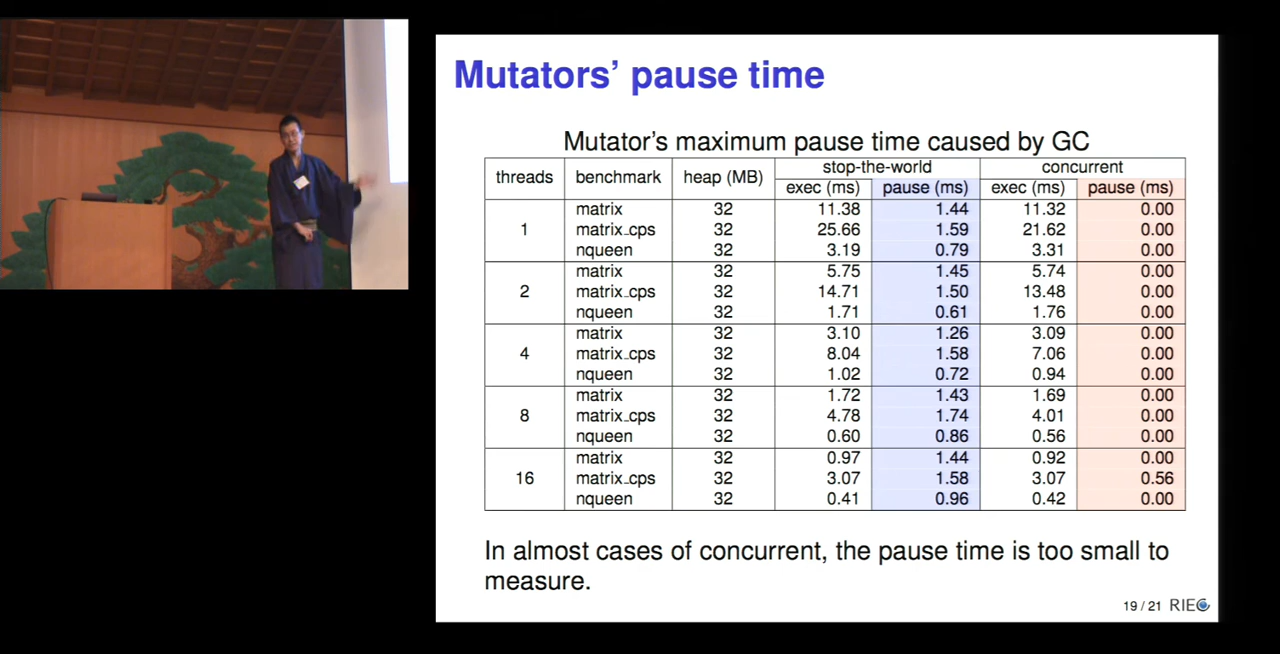 Mutators' pause time
Mutator's maximum pause time caused by GC
threads benchmark heap (MB) stop-the-world concurrent
exec (ms) pause (ms) exec (ms) pause (ms)
1 matrix 32 11.38 1.44 11.32 0.00
matrix_cps 32 25.66 1.59 21.62 0.00
nqueen 32 3.19 0.79 3.31 0.00
2 matrix 32 5.75 1.45 5.74 0.00
matrix_cps 32 14.71 1.50 13.48 0.00
nqueen 32 1.71 0.61 1.76 0.00
4 matrix 32 3.10 1.26 3.09 0.00
matrix_cps 32 8.04 1.58 7.06 0.00
nqueen 32 1.02 0.72 0.94 0.00
8 matrix 32 1.72 1.43 1.69 0.00
matrix_cps 32 4.78 1.74 4.01 0.00
nqueen 32 0.60 0.86 0.56 0.00
16 matrix 32 0.97 1.44 0.92 0.00
matrix_cps 32 3.07 1.58 3.07 0.56
nqueen 32 0.41 0.96 0.42 0.00
In almost cases of concurrent, the pause time is too small to
measure.
19 / 21 RIEC